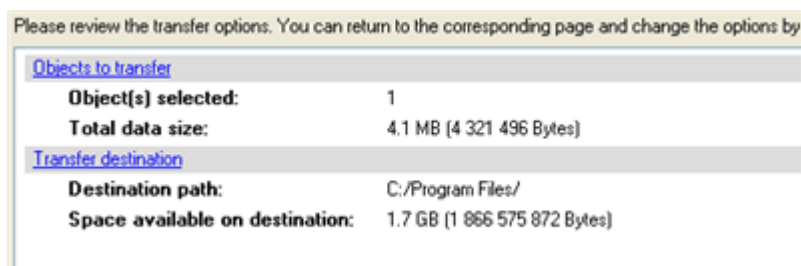 Please review the transfer options. You can return to the corresponding page and change the options by
Objects to transfer
Object(s) selected: 1
Total data size: 4.1 MB (4 321 496 Bytes)
Transfer destination
Destination path: C:/Program Files/
Space available on destination: 1.7 GB (1 866 575 872 Bytes)